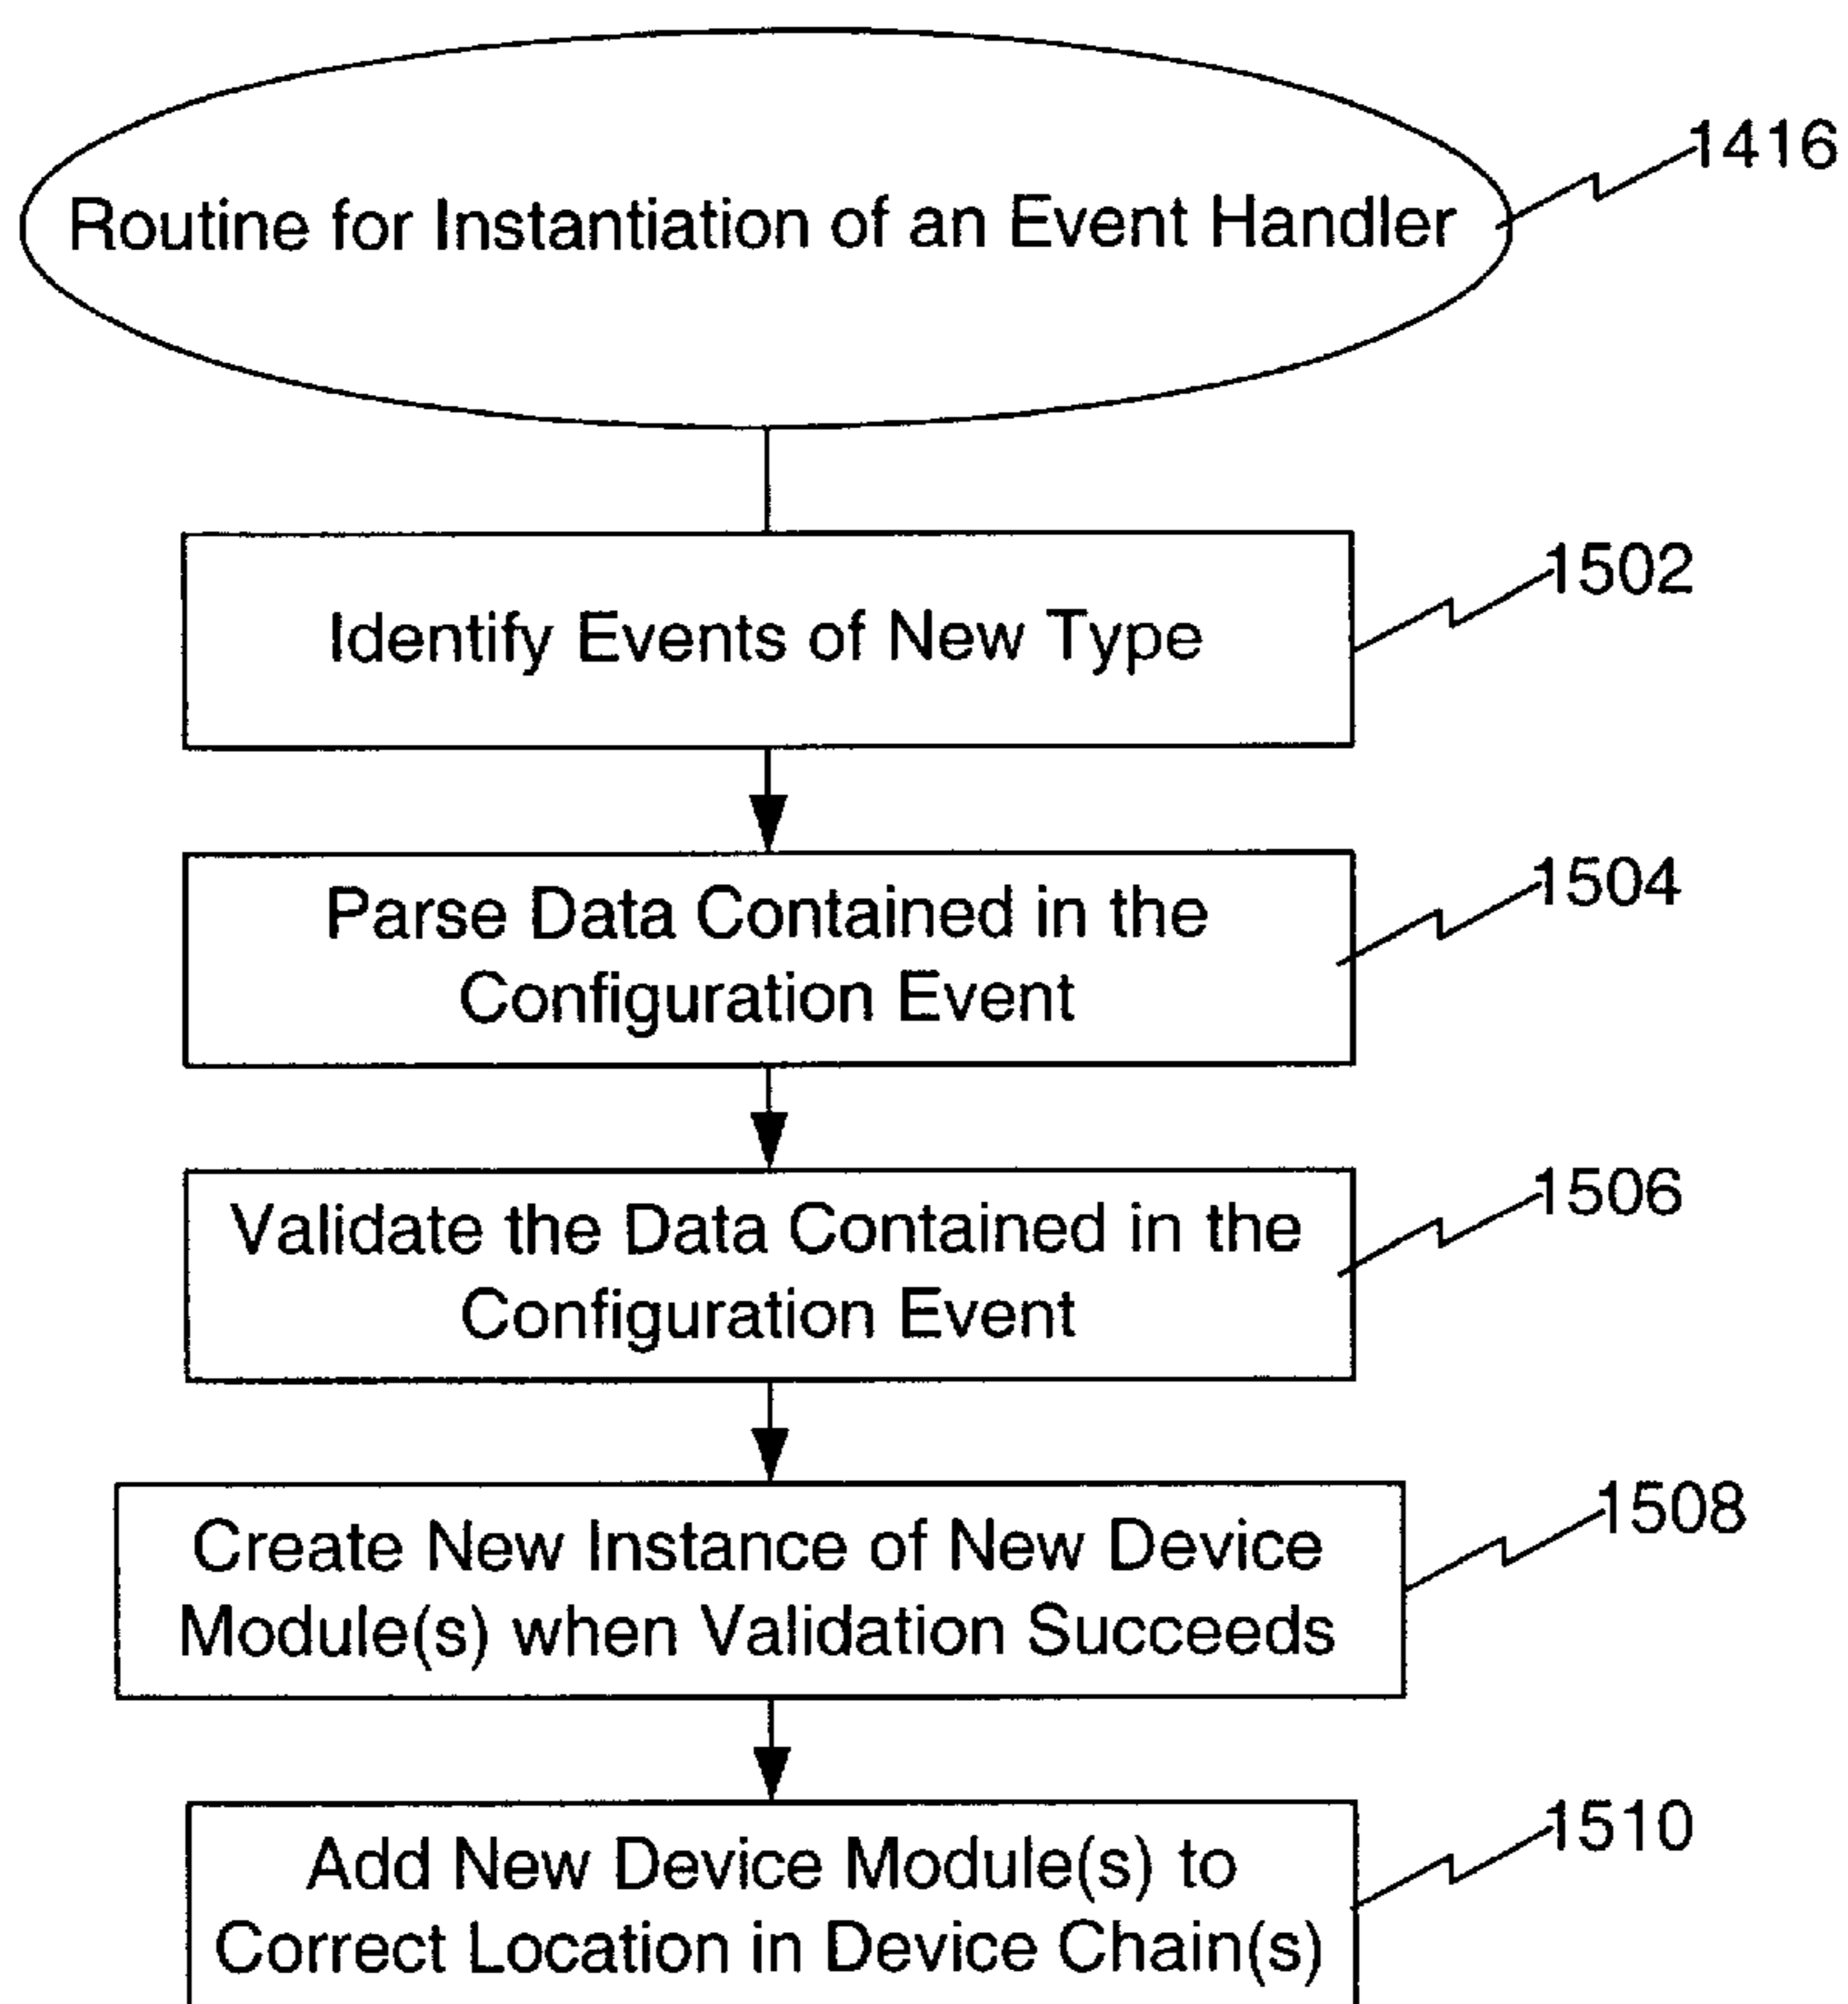 1416
Routine for Instantiation of an Event Handler
1502
Identify Events of New Type
1504
Parse Data Contained in the
Configuration Event
1506
Validate the Data Contained in the
Configuration Event
1508
Create New Instance of New Device
Module(s) when Validation Succeeds
1510
Add New Device Module(s) to
Correct Location in Device Chain(s)